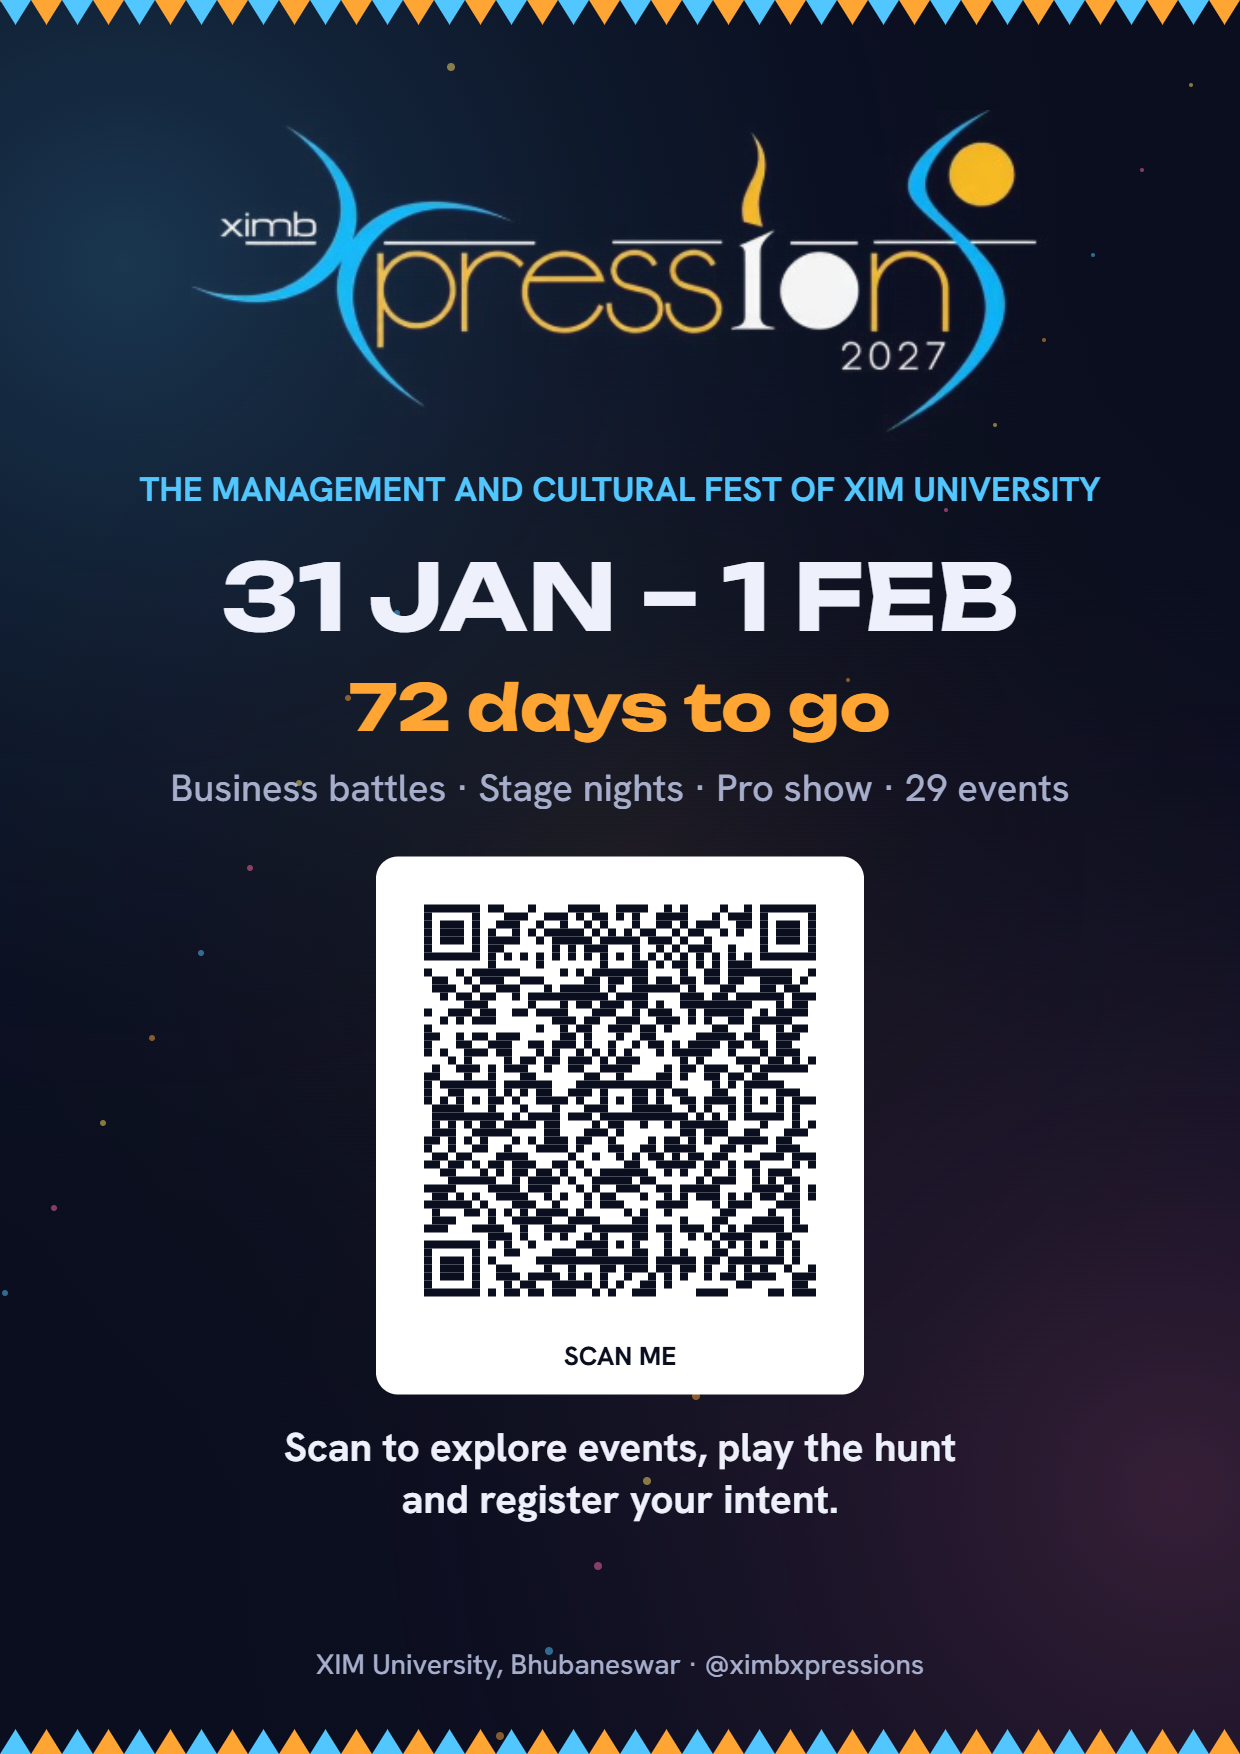 ximb
Xpressions
2027
THE MANAGEMENT AND CULTURAL FEST OF XIM UNIVERSITY
31 JAN – 1 FEB
72 days to go
Business battles · Stage nights · Pro show · 29 events
SCAN ME
Scan to explore events, play the hunt
and register your intent.
XIM University, Bhubaneswar · @ximbxpressions